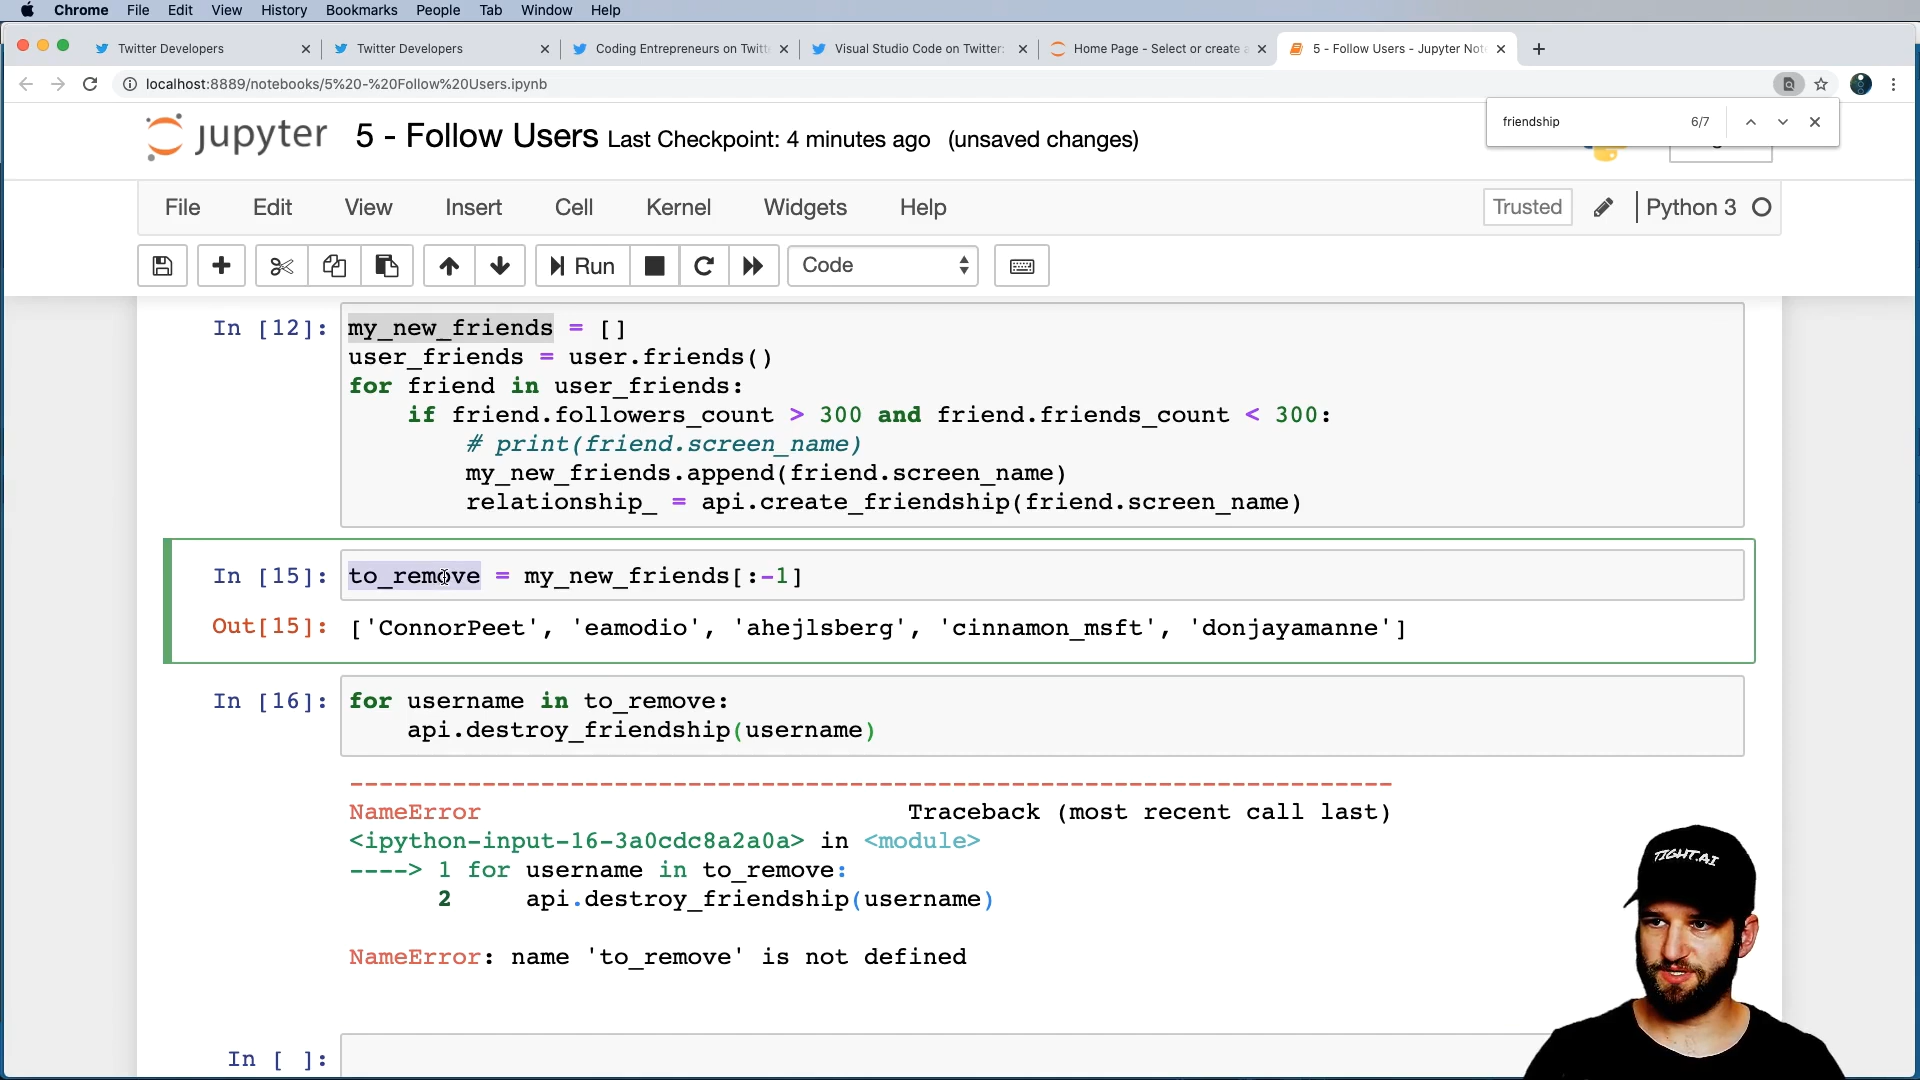 Chrome File Edit View History Bookmarks People Tab Window Help
Twitter Developers
Twitter Developers
Coding Entrepreneurs on Twitt
Visual Studio Code on Twitter:
Home Page - Select or create a
5 - Follow Users - Jupyter Not
localhost:8889/notebooks/5%20-%20Follow%20Users.ipynb
friendship 6/7
jupyter 5 - Follow Users Last Checkpoint: 4 minutes ago (unsaved changes)
File Edit View Insert Cell Kernel Widgets Help Trusted Python 3
Run Code
In [12]: my_new_friends = []
user_friends = user.friends()
for friend in user_friends:
if friend.followers_count > 300 and friend.friends_count < 300:
# print(friend.screen_name)
my_new_friends.append(friend.screen_name)
relationship_ = api.create_friendship(friend.screen_name)
In [15]: to_remove = my_new_friends[:-1]
Out[15]: ['ConnorPeet', 'eamodio', 'ahejlsberg', 'cinnamon_msft', 'donjayamanne']
In [16]: for username in to_remove:
api.destroy_friendship(username)
---------------------------------------------------------------------------
NameError Traceback (most recent call last)
<ipython-input-16-3a0cdc8a2a0a> in <module>
----> 1 for username in to_remove:
2 api.destroy_friendship(username)
NameError: name 'to_remove' is not defined
TIGHT.AI
In [ ]: